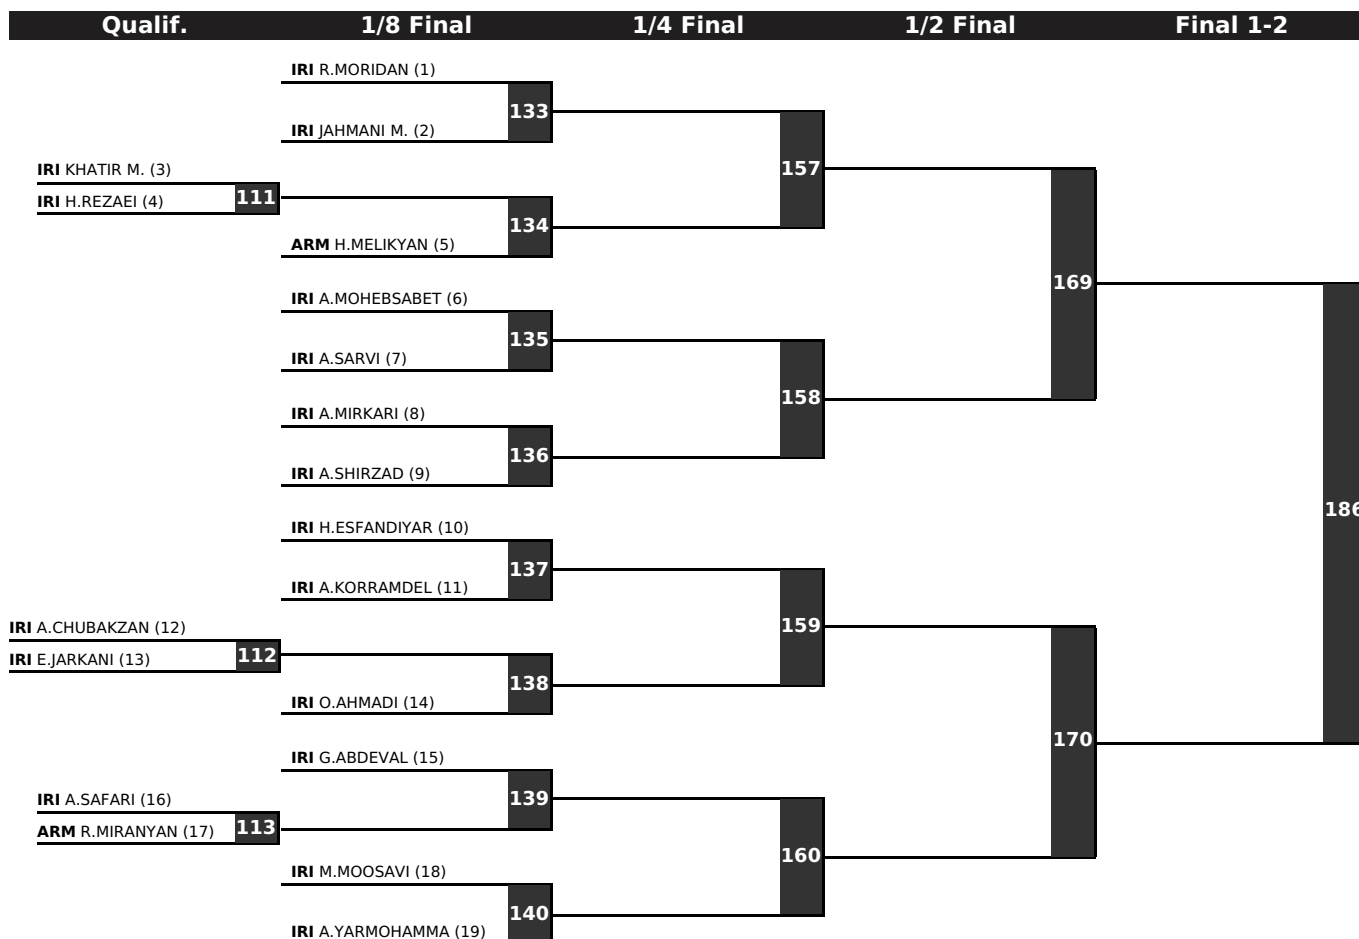 Qualif. 1/8 Final 1/4 Final 1/2 Final Final 1-2
IRI R.MORIDAN (1)
133
IRI JAHMANI M. (2)
157
IRI KHATIR M. (3)
111
IRI H.REZAEI (4)
134
ARM H.MELIKYAN (5)
169
IRI A.MOHEBSABET (6)
135
IRI A.SARVI (7)
158
IRI A.MIRKARI (8)
136
IRI A.SHIRZAD (9)
186
IRI H.ESFANDIYAR (10)
137
IRI A.KORRAMDEL (11)
159
IRI A.CHUBAKZAN (12)
112
IRI E.JARKANI (13)
138
IRI O.AHMADI (14)
170
IRI G.ABDEVAL (15)
139
IRI A.SAFARI (16)
113
ARM R.MIRANYAN (17)
160
IRI M.MOOSAVI (18)
140
IRI A.YARMOHAMMA (19)